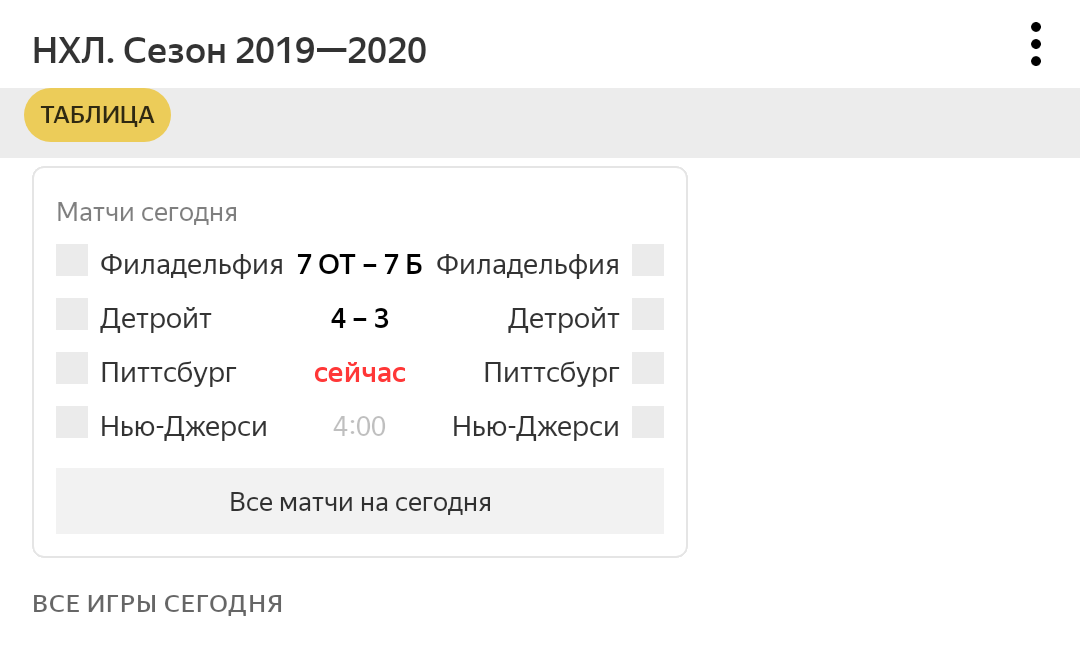 НХЛ. Сезон 2019—2020
ТАБЛИЦА
Матчи сегодня
Филадельфия 7 ОТ – 7 Б Филадельфия
Детройт 4 – 3 Детройт
Питтсбург сейчас Питтсбург
Нью-Джерси 4:00 Нью-Джерси
Все матчи на сегодня
ВСЕ ИГРЫ СЕГОДНЯ